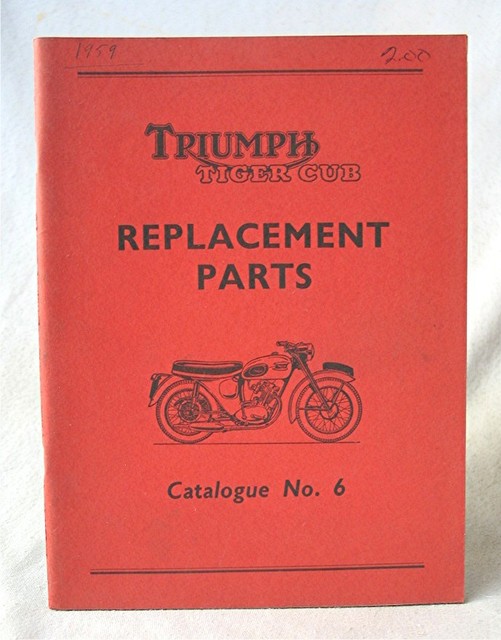 1959 2.00
TRIUMPH
TIGER CUB
REPLACEMENT
PARTS
Catalogue No. 6